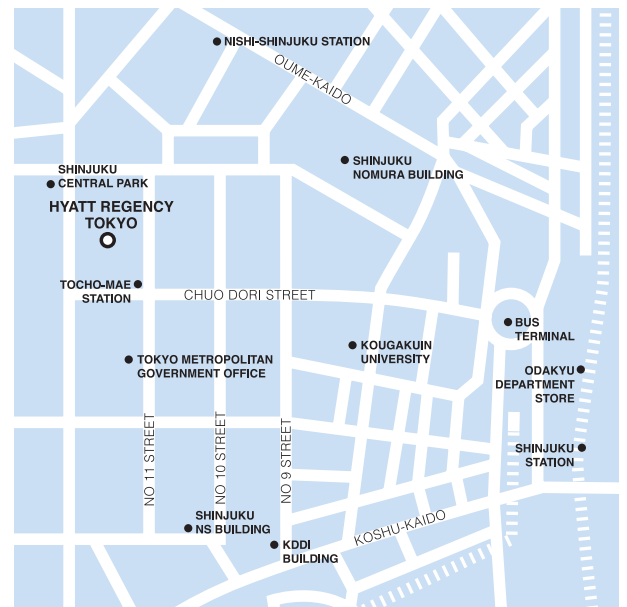 NISHI-SHINJUKU STATION
OUME-KAIDO
SHINJUKU
CENTRAL PARK
SHINJUKU
NOMURA BUILDING
HYATT REGENCY
TOKYO
TOCHO-MAE
STATION
CHUO DORI STREET
BUS
TERMINAL
TOKYO METROPOLITAN
GOVERNMENT OFFICE
KOUGAKUIN
UNIVERSITY
ODAKYU
DEPARTMENT
STORE
NO 11 STREET
NO 10 STREET
NO 9 STREET
SHINJUKU
STATION
SHINJUKU
NS BUILDING
KDDI
BUILDING
KOSHU-KAIDO